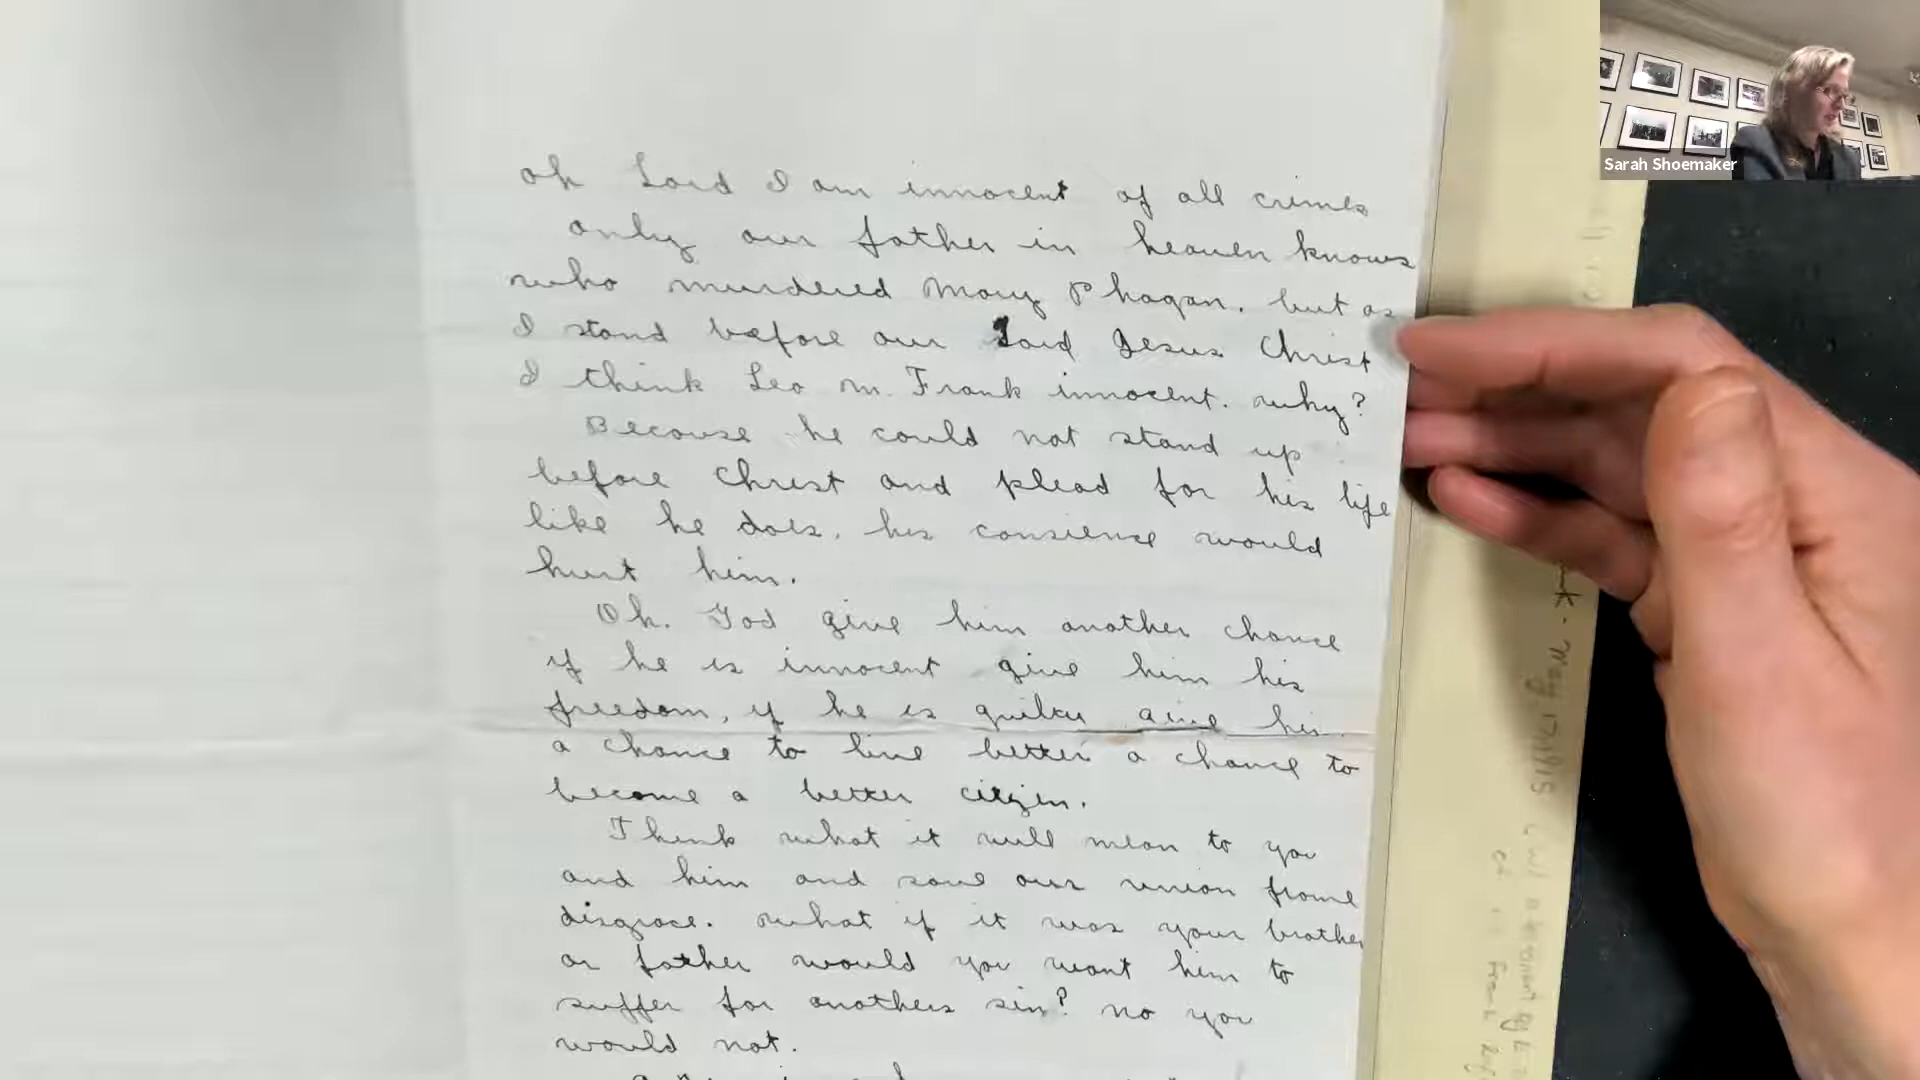 oh Lord I am innocent of all crimes
only our father in heaven knows
who murdered Mary Phagan. but as
I stand before our Lord Jesus Christ
I think Leo M. Frank innocent. why?
Because he could not stand up
before Christ and plead for his life
like he does. his consience would
hurt him.
Oh. God give him another chance
if he is innocent give him his
freedom, if he is guilty give him
a chance to live better a chance to
become a better citizen.
Think what it will mean to you
and him and save our union frome
disgrace. what if it was your brother
or father would you want him to
suffer for anothers sin? no you
would not.
Sarah Shoemaker
May 17/1915